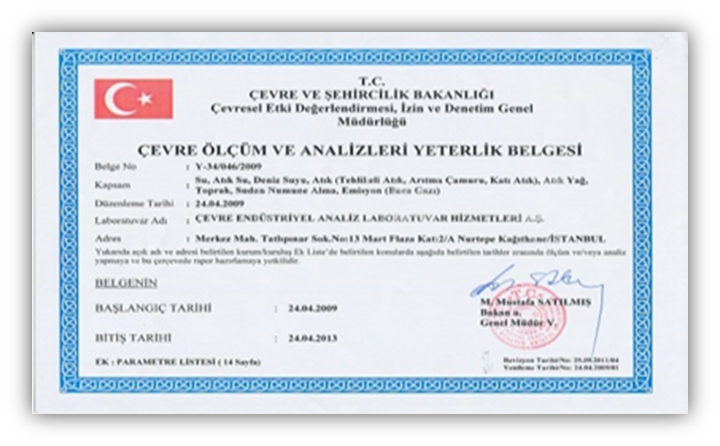 T.C.
ÇEVRE VE ŞEHİRCİLİK BAKANLIĞI
Çevresel Etki Değerlendirmesi, İzin ve Denetim Genel
Müdürlüğü
ÇEVRE ÖLÇÜM VE ANALİZLERİ YETERLİK BELGESİ
Belge No : Y-34/046/2009
Kapsam : Su, Atık Su, Deniz Suyu, Atık (Tehlikeli Atık, Arıtma Çamuru, Katı Atık), Atık Yağ,
Toprak, Sudan Numune Alma, Emisyon (Baca Gazı)
Düzenleme Tarihi : 24.04.2009
Laboratuvar Adı : ÇEVRE ENDÜSTRİYEL ANALİZ LABORATUVAR HİZMETLERİ A.Ş.
Adres : Merkez Mah. Tatlıpınar Sok.No:13 Mart Plaza Kat:2/A Nurtepe Kağıthane/İSTANBUL
Yukarıda açık adı ve adresi belirtilen kurum/kuruluş Ek Liste'de belirtilen konularda aşağıda belirtilen tarihler arasında ölçüm ve/veya analiz
yapmaya ve bu çerçevede rapor hazırlamaya yetkilidir.
BELGENİN
BAŞLANGIÇ TARİHİ : 24.04.2009
M. Mustafa SATILMIŞ
Bakan a.
Genel Müdür V.
BİTİŞ TARİHİ : 24.04.2013
EK : PARAMETRE LİSTESİ ( 14 Sayfa)
Revizyon Tarihi/No: 29.09.2011/04
Yenileme Tarihi/No: 24.04.2009/01